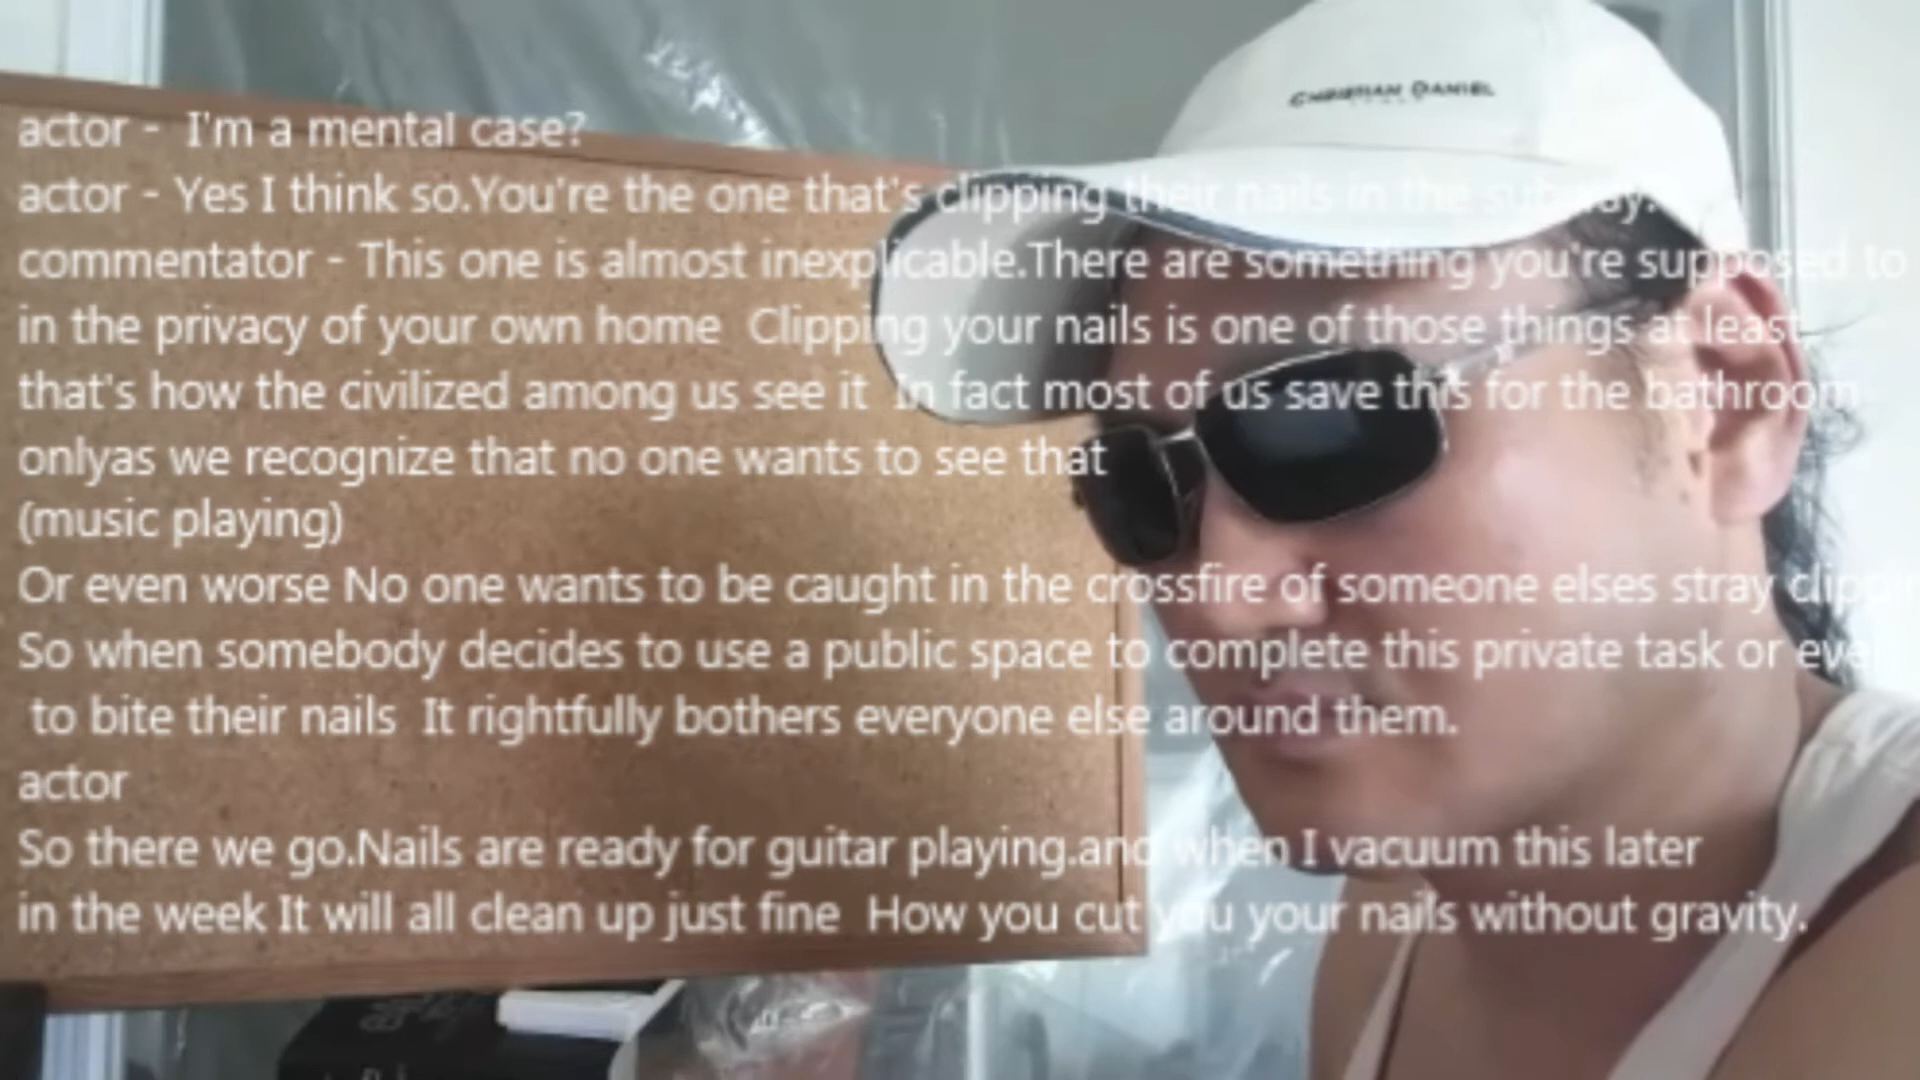 CHRISTIAN DANIEL
actor - I'm a mental case?
actor - Yes I think so.You're the one that's clipping their nails in the subway.
commentator - This one is almost inexplicable.There are something you're supposed to
in the privacy of your own home Clipping your nails is one of those things at least
that's how the civilized among us see it In fact most of us save this for the bathroom
onlyas we recognize that no one wants to see that
(music playing)
Or even worse No one wants to be caught in the crossfire of someone elses stray
So when somebody decides to use a public space to complete this private task or
to bite their nails It rightfully bothers everyone else around them.
actor
So there we go.Nails are ready for guitar playing.and when I vacuum this later
in the week It will all clean up just fine How you cut you your nails without gravity.